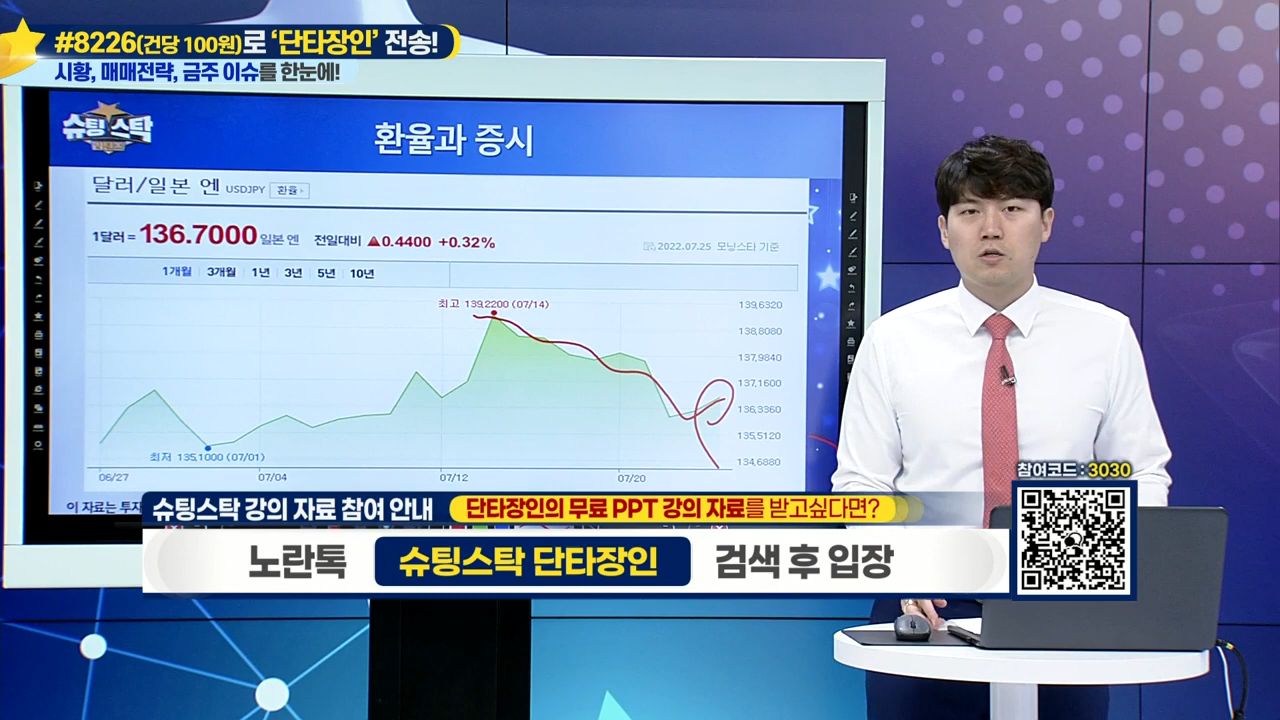 #8226(건당 100원)로 '단타장인' 전송!
시황, 매매전략, 금주 이슈를 한눈에!
슈팅 스탁
환율과 증시
달러/일본 엔 USDJPY 환율
1달러 = 136.7000 일본 엔 전일대비 ▲0.4400 +0.32%
2022.07.25 모닝스타 기준
1개월 3개월 1년 3년 5년 10년
최고 139.2200 (07/14)
139,6320
138,8080
137,9840
137,1600
136,3360
135,5120
134,6880
최저 135.1000 (07/01)
06/27 07/04 07/12 07/20
이 자료는 투자
참여코드 : 3030
슈팅스탁 강의 자료 참여 안내 단타장인의 무료 PPT 강의 자료를 받고싶다면?
노란톡 슈팅스탁 단타장인 검색 후 입장